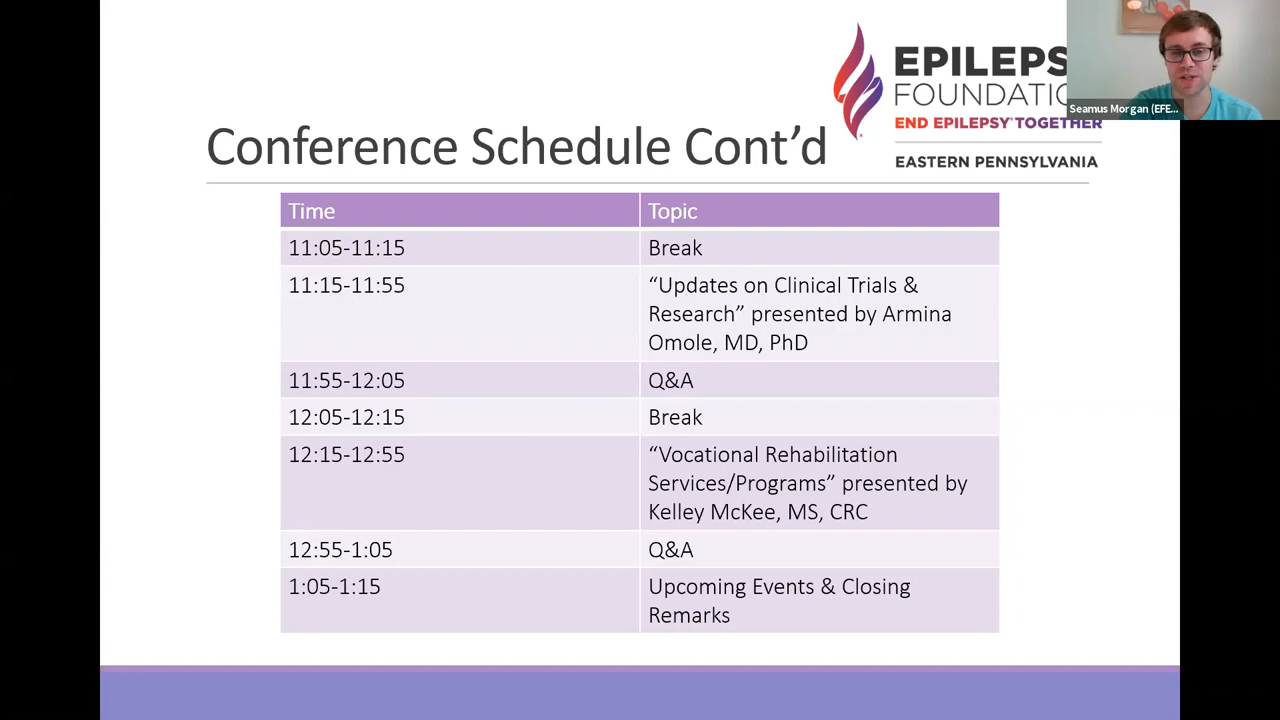 EPILEPS
FOUNDATIO
END EPILEPSY TOGETHER
EASTERN PENNSYLVANIA
Seamus Morgan (EFE...
Conference Schedule Cont’d
Time Topic
11:05-11:15 Break
11:15-11:55 “Updates on Clinical Trials &
Research” presented by Armina
Omole, MD, PhD
11:55-12:05 Q&A
12:05-12:15 Break
12:15-12:55 “Vocational Rehabilitation
Services/Programs” presented by
Kelley McKee, MS, CRC
12:55-1:05 Q&A
1:05-1:15 Upcoming Events & Closing
Remarks